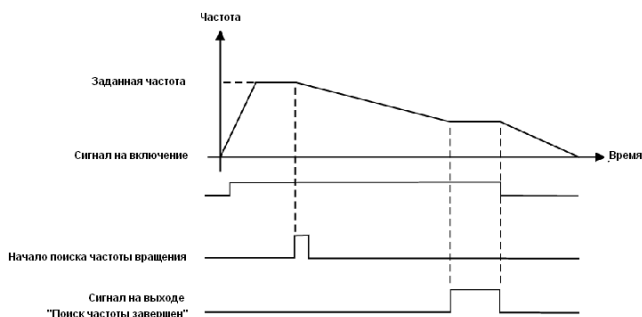 Частота
Заданная частота
Сигнал на включение
Время
Начало поиска частоты вращения
Сигнал на выходе
"Поиск частоты завершен"